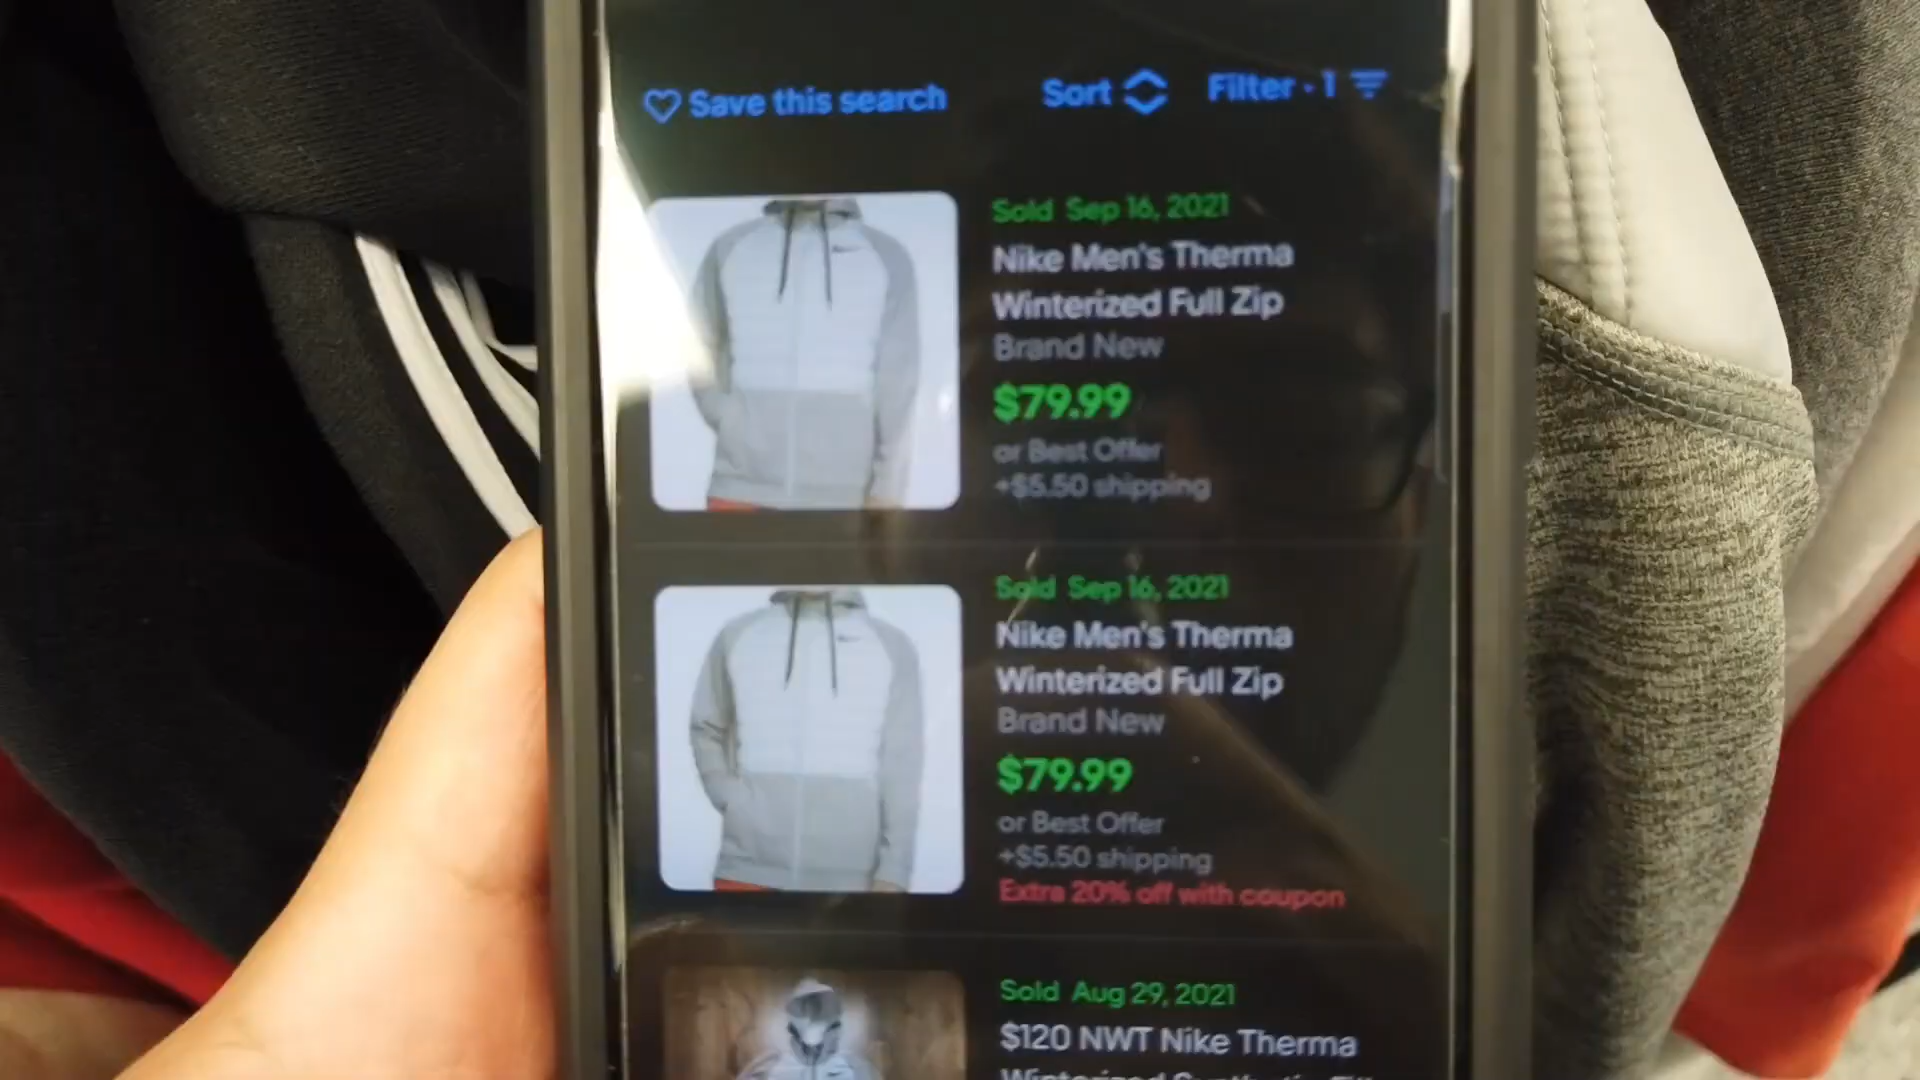 Save this search
Sort
Filter · 1
Sold Sep 16, 2021
Nike Men's Therma
Winterized Full Zip
Brand New
$79.99
or Best Offer
+$5.50 shipping
Sold Sep 16, 2021
Nike Men's Therma
Winterized Full Zip
Brand New
$79.99
or Best Offer
+$5.50 shipping
Extra 20% off with coupon
Sold Aug 29, 2021
$120 NWT Nike Therma
Winterized